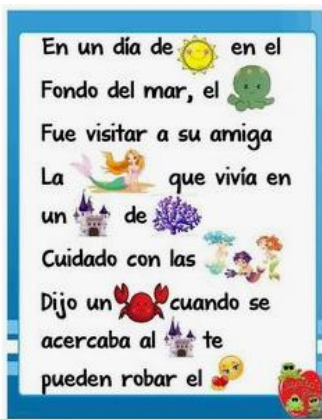 En un día de en el
Fondo del mar, el
Fue visitar a su amiga
La que vivía en
un de
Cuidado con las
Dijo un cuando se
acercaba al te
pueden robar el